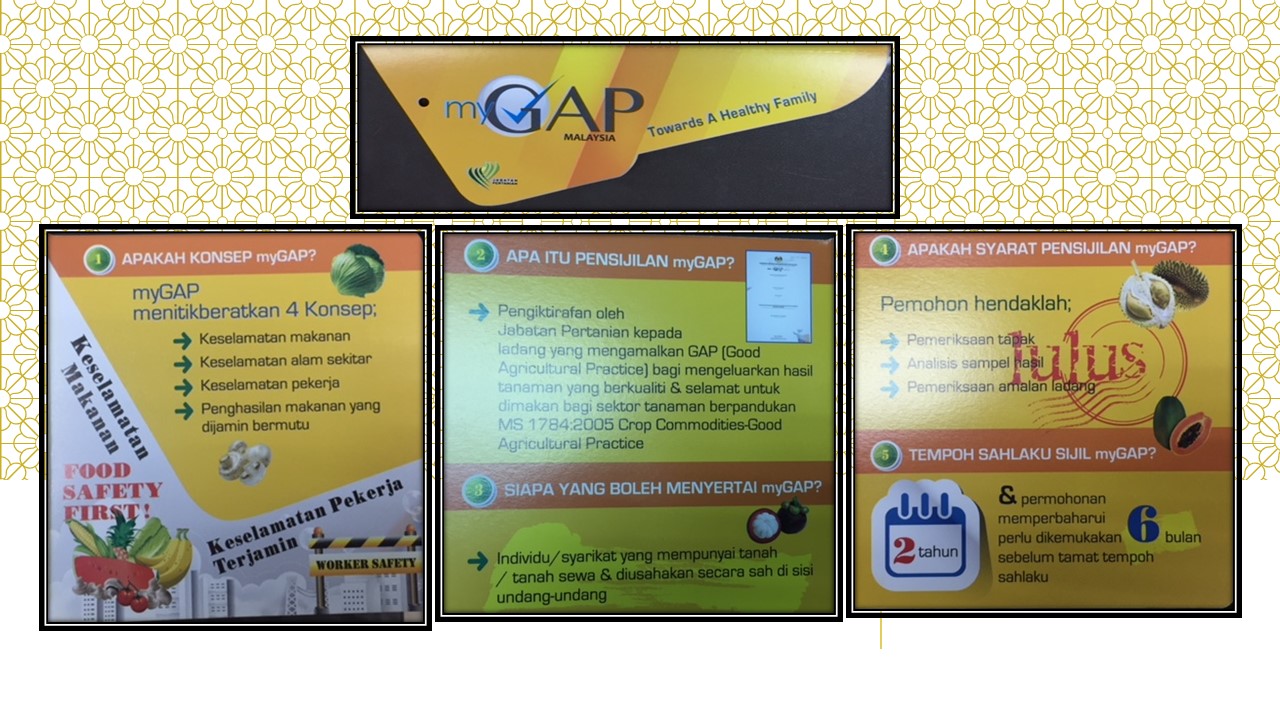 myGAP
MALAYSIA
Towards A Healthy Family
JABATAN
PERTANIAN
1 APAKAH KONSEP myGAP?
myGAP
menitikberatkan 4 Konsep;
Keselamatan makanan
Keselamatan alam sekitar
Keselamatan pekerja
Penghasilan makanan yang
dijamin bermutu
Keselamatan
Makanan
FOOD
SAFETY
FIRST!
Keselamatan Pekerja
Terjamin
WORKER SAFETY
2 APA ITU PENSIJILAN myGAP?
Pengiktirafan oleh
Jabatan Pertanian kepada
ladang yang mengamalkan GAP (Good
Agricultural Practice) bagi mengeluarkan hasil
tanaman yang berkualiti & selamat untuk
dimakan bagi sektor tanaman berpandukan
MS 1784:2005 Crop Commodities-Good
Agricultural Practice
3 SIAPA YANG BOLEH MENYERTAI myGAP?
Individu/syarikat yang mempunyai tanah
/ tanah sewa & diusahakan secara sah di sisi
undang-undang
4 APAKAH SYARAT PENSIJILAN myGAP?
Pemohon hendaklah;
Pemeriksaan tapak
Analisis sampel hasil
Pemeriksaan amalan ladang
lulus
5 TEMPOH SAHLAKU SIJIL myGAP?
2 tahun
& permohonan
memperbaharui
perlu dikemukakan 6 bulan
sebelum tamat tempoh
sahlaku